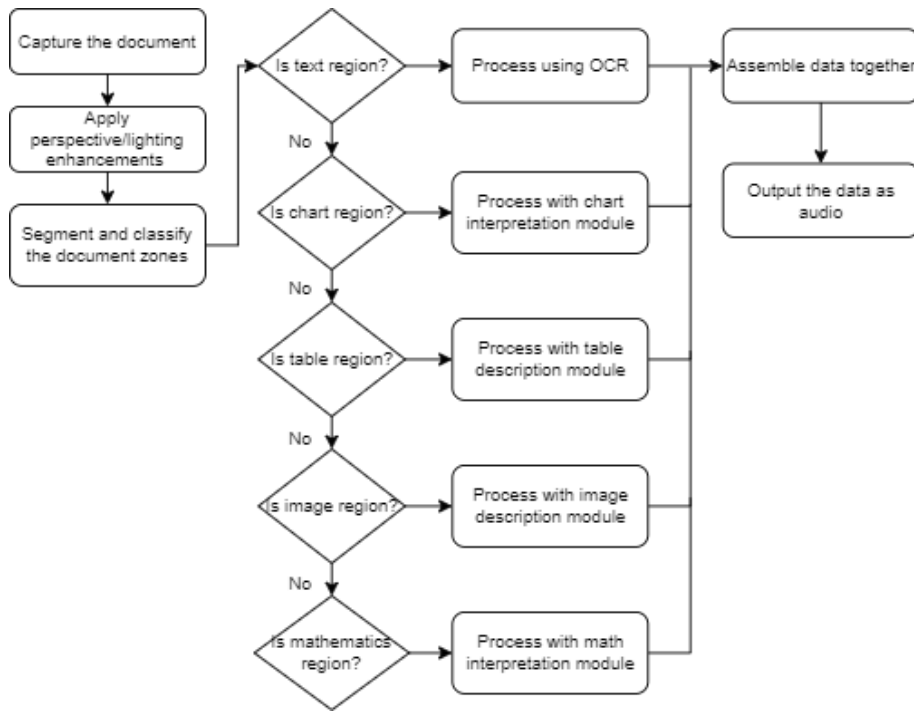 Capture the document
Apply
perspective/lighting
enhancements
Segment and classify
the document zones
Is text region?
Process using OCR
No
Is chart region?
Process with chart
interpretation module
No
Is table region?
Process with table
description module
No
Is image region?
Process with image
description module
No
Is mathematics
region?
Process with math
interpretation module
Assemble data together
Output the data as
audio